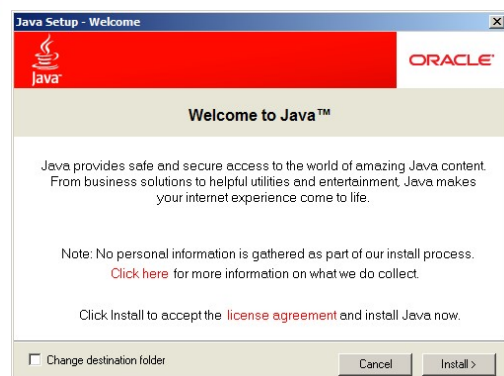 Java Setup - Welcome
Java™
ORACLE®
Welcome to Java™
Java provides safe and secure access to the world of amazing Java content.
From business solutions to helpful utilities and entertainment, Java makes
your internet experience come to life.
Note: No personal information is gathered as part of our install process.
Click here for more information on what we do collect.
Click Install to accept the license agreement and install Java now.
Change destination folder
Cancel
Install >